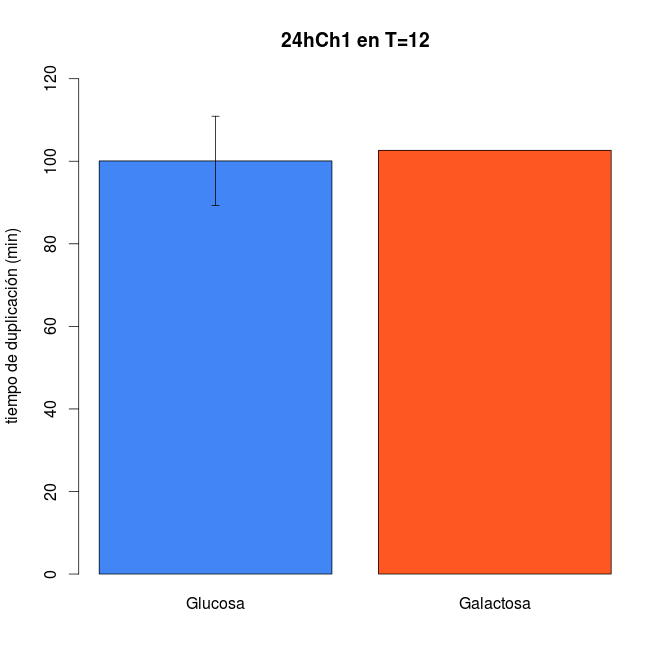 24hCh1 en T=12
tiempo de duplicación (min)
120
100
80
60
40
20
0
Glucosa
Galactosa